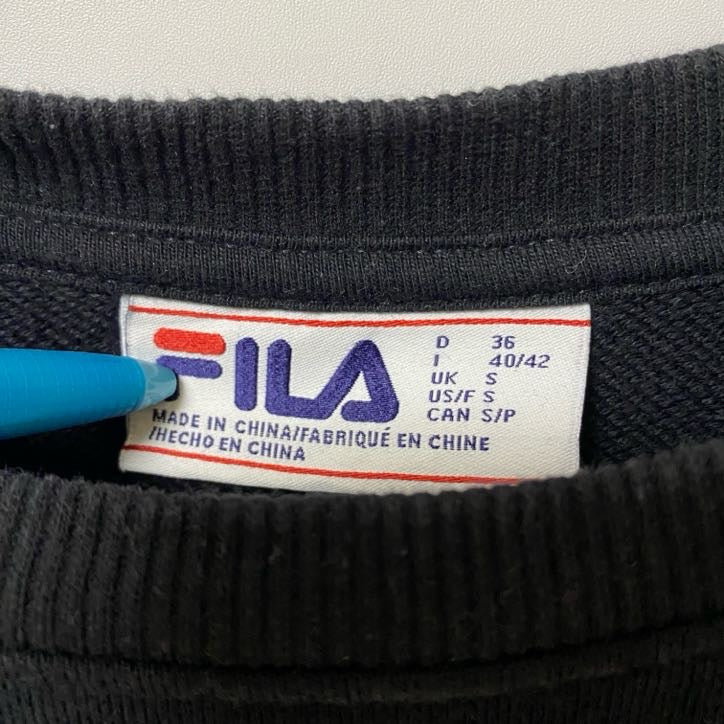 FILA
D 36
I 40/42
UK S
US/F S
CAN S/P
MADE IN CHINA/FABRIQUÉ EN CHINE
/HECHO EN CHINA